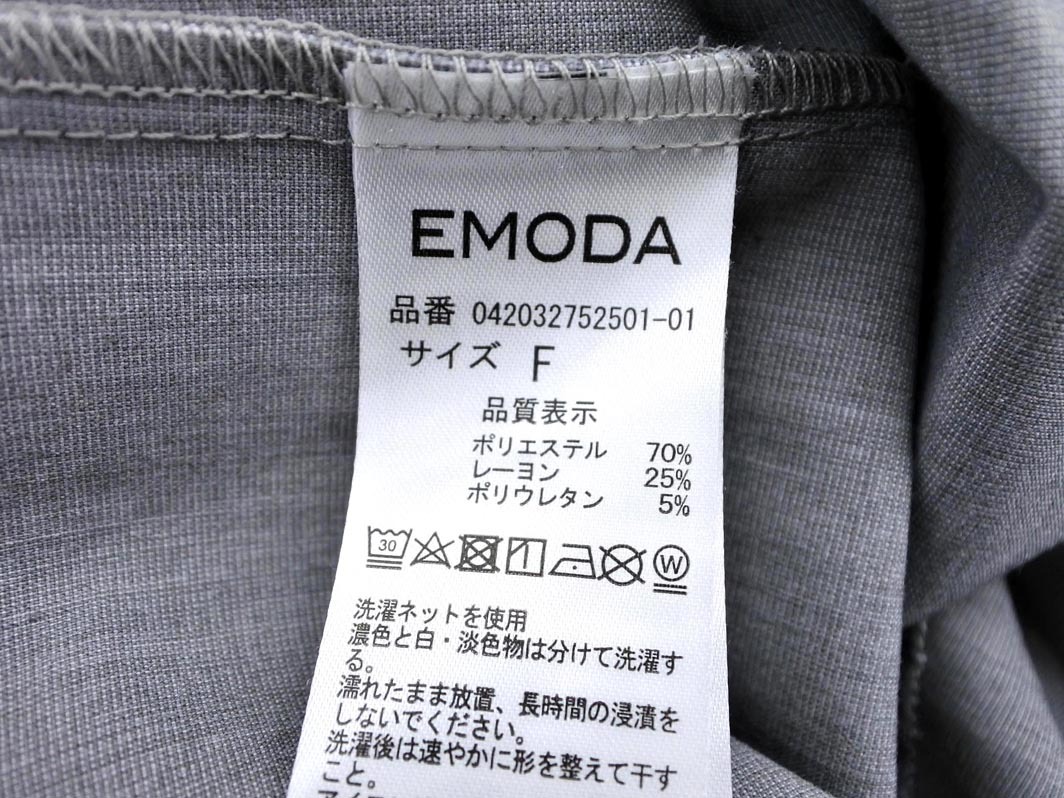 EMODA
品番 042032752501-01
サイズ F
品質表示
ポリエステル 70%
レーヨン 25%
ポリウレタン 5%
30 W
洗濯ネットを使用
濃色と白・淡色物は分けて洗濯す
る。
濡れたまま放置、長時間の浸漬を
しないでください。
洗濯後は速やかに形を整えて干す
こと。